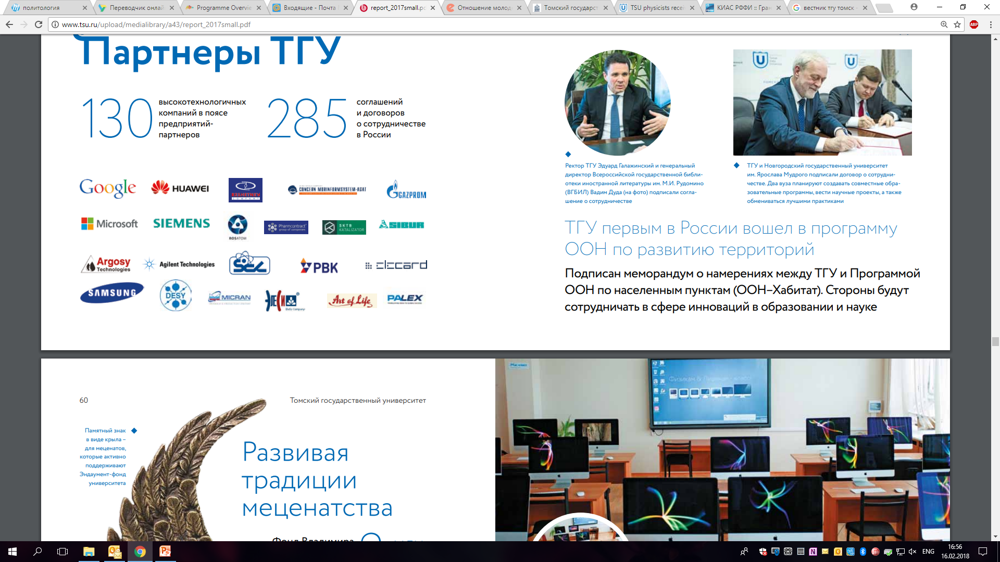 политология
Переводчик онлай
Programme Overvie
Входящие - Почта
report_2017small.pd
Отношение молод
Томский государст
TSU physicists recei
КИАС РФФИ :: Гран
вестник тгу томск -
www.tsu.ru/upload/medialibrary/a43/report_2017small.pdf
ABP
Партнеры ТГУ
130
высокотехнологичных
компаний в поясе
предприятий-
партнеров
285
соглашений
и договоров
о сотрудничестве
в России
Google
HUAWEI
CONCERN MORINFORMSYSTEM-AGAT
GAZPROM
Microsoft
SIEMENS
ROSATOM
Pharmcontract
group of companies
SKTB
KATALIZATOR
SIBUR
Argosy
Technologies
Agilent Technologies
РВК
elecard
SAMSUNG
DESY
MICRAN
ЭлеСи
EleSy Company
Art of Life
PALEX
Ректор ТГУ Эдуард Галажинский и генеральный
директор Всероссийской государственной библи-
отеки иностранной литературы им. М.И. Рудомино
(ВГБИЛ) Вадим Дуда (на фото) подписали согла-
шение о сотрудничестве
ТГУ и Новгородский государственный университет
им. Ярослава Мудрого подписали договор о сотрудни-
честве. Два вуза планируют создавать совместные обра-
зовательные программы, вести научные проекты, а также
обмениваться лучшими практиками
ТГУ первым в России вошел в программу
ООН по развитию территорий
Подписан меморандум о намерениях между ТГУ и Программой
ООН по населенным пунктам (ООН–Хабитат). Стороны будут
сотрудничать в сфере инноваций в образовании и науке
60
Томский государственный университет
Памятный знак
в виде крыла –
для меценатов,
которые активно
поддерживают
Эндаумент-фонд
университета
Развивая
традиции
меценатства
Фонд Владимира
ENG
16:56
16.02.2018